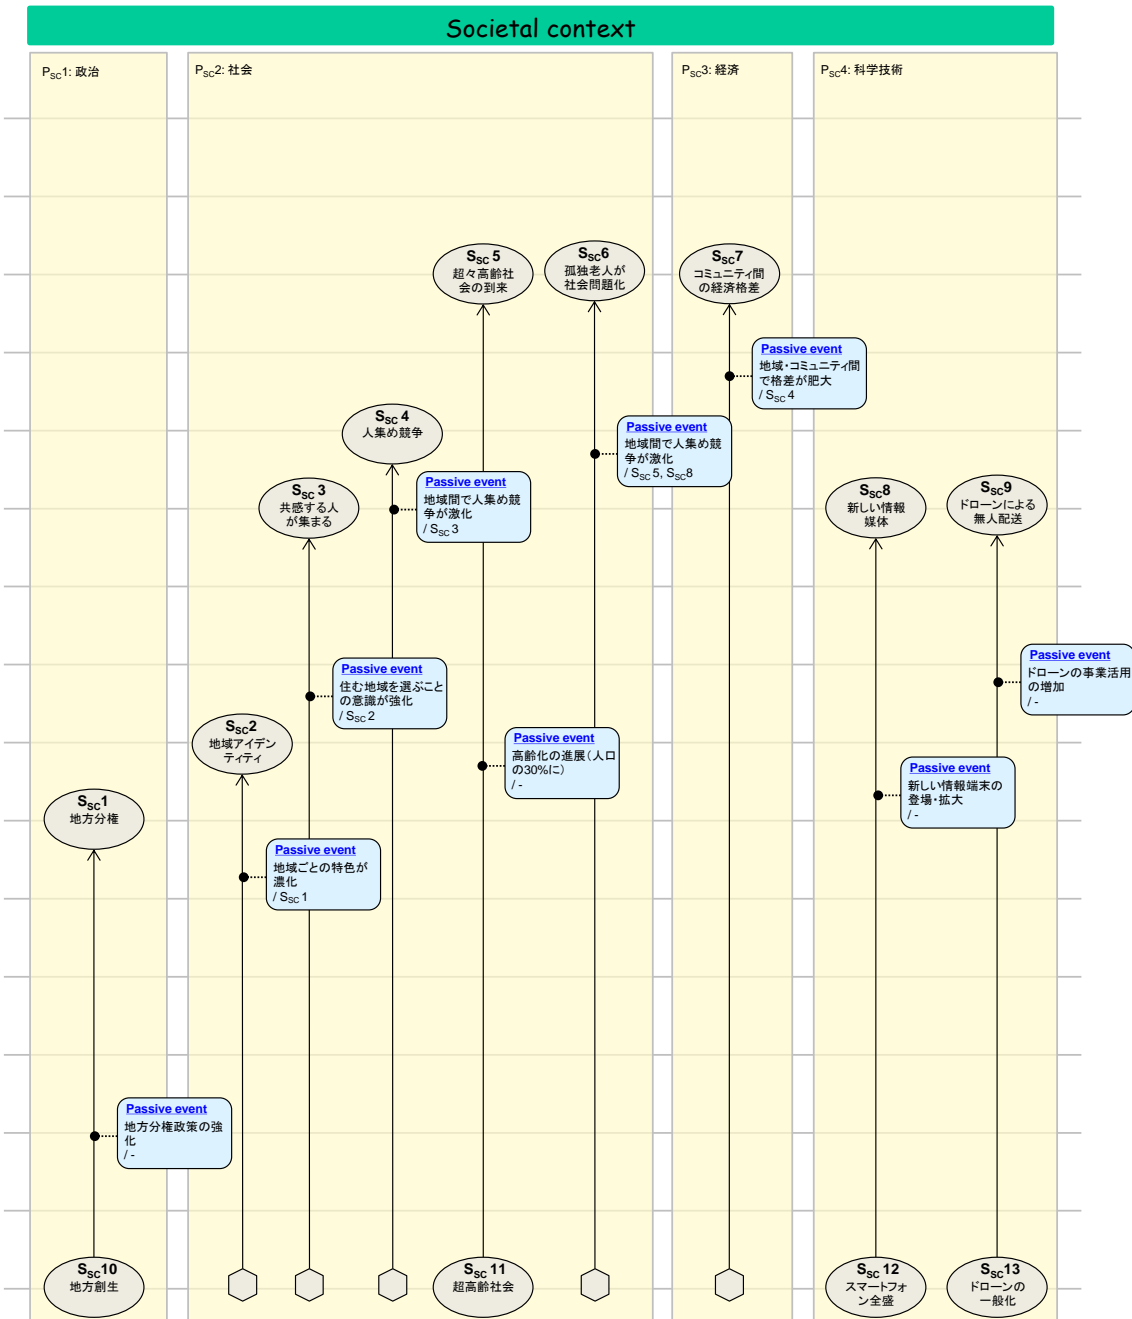 Societal context
PSC1: 政治
PSC2: 社会
PSC3: 経済
PSC4: 科学技術
SSC 5
超々高齢社
会の到来
SSC6
孤独老人が
社会問題化
SSC7
コミュニティ間
の経済格差
Passive event
地域・コミュニティ間
で格差が肥大
/ SSC 4
SSC 4
人集め競争
Passive event
地域間で人集め競
争が激化
/ SSC 5, SSC8
Passive event
地域間で人集め競
争が激化
/ SSC 3
SSC 3
共感する人
が集まる
SSC8
新しい情報
媒体
SSC9
ドローンによる
無人配送
Passive event
住む地域を選ぶこと
の意識が強化
/ SSC 2
Passive event
ドローンの事業活用
の増加
/ -
SSC2
地域アイデン
ティティ
Passive event
高齢化の進展(人口
の30%に)
/ -
Passive event
新しい情報端末の
登場・拡大
/ -
SSC1
地方分権
Passive event
地域ごとの特色が
濃化
/ SSC 1
Passive event
地方分権政策の強
化
/ -
SSC10
地方創生
SSC 11
超高齢社会
SSC 12
スマートフォ
ン全盛
SSC13
ドローンの
一般化